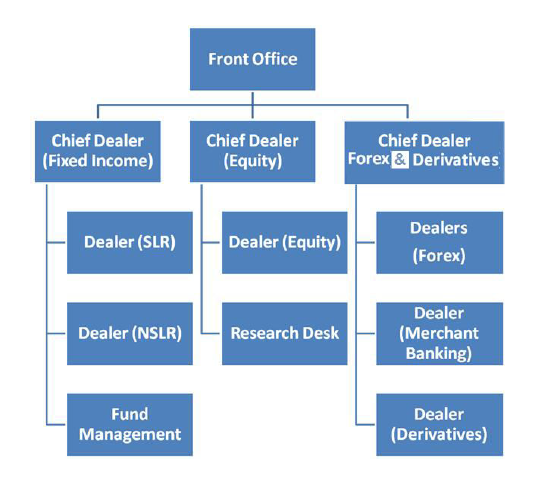 Front Office
Chief Dealer
(Fixed Income)
Chief Dealer
(Equity)
Chief Dealer
Forex & Derivatives
Dealer (SLR)
Dealer (Equity)
Dealers
(Forex)
Dealer (NSLR)
Research Desk
Dealer
(Merchant
Banking)
Fund
Management
Dealer
(Derivatives)